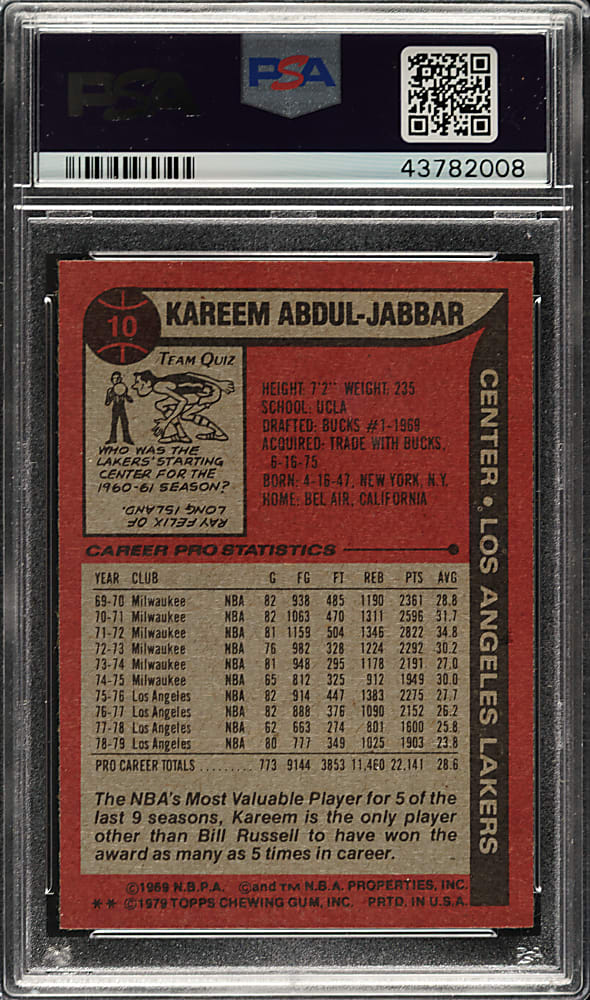 PSA
PSA
43782008
10
KAREEM ABDUL-JABBAR
TEAM QUIZ
WHO WAS THE
LAKERS' STARTING
CENTER FOR THE
1960-61 SEASON?
RAY FELIX OF
LONG ISLAND.
HEIGHT: 7'2" WEIGHT: 235
SCHOOL: UCLA
DRAFTED: BUCKS #1-1969
ACQUIRED: TRADE WITH BUCKS,
6-16-75
BORN: 4-16-47, NEW YORK, N.Y.
HOME: BEL AIR, CALIFORNIA
CENTER • LOS ANGELES LAKERS
CAREER PRO STATISTICS
YEAR CLUB G FG FT REB PTS AVG
69-70 Milwaukee NBA 82 938 485 1190 2361 28.8
70-71 Milwaukee NBA 82 1063 470 1311 2596 31.7
71-72 Milwaukee NBA 81 1159 504 1346 2822 34.8
72-73 Milwaukee NBA 76 982 328 1224 2292 30.2
73-74 Milwaukee NBA 81 948 295 1178 2191 27.0
74-75 Milwaukee NBA 65 812 325 912 1949 30.0
75-76 Los Angeles NBA 82 914 447 1383 2275 27.7
76-77 Los Angeles NBA 82 888 376 1090 2152 26.2
77-78 Los Angeles NBA 62 663 274 801 1600 25.8
78-79 Los Angeles NBA 80 777 349 1025 1903 23.8
PRO CAREER TOTALS ......... 773 9144 3853 11,460 22,141 28.6
The NBA's Most Valuable Player for 5 of the
last 9 seasons, Kareem is the only player
other than Bill Russell to have won the
award as many as 5 times in career.
©1969 N.B.P.A. ©and TM N.B.A. PROPERTIES, INC.
** ©1979 TOPPS CHEWING GUM, INC. PRTD. IN U.S.A.